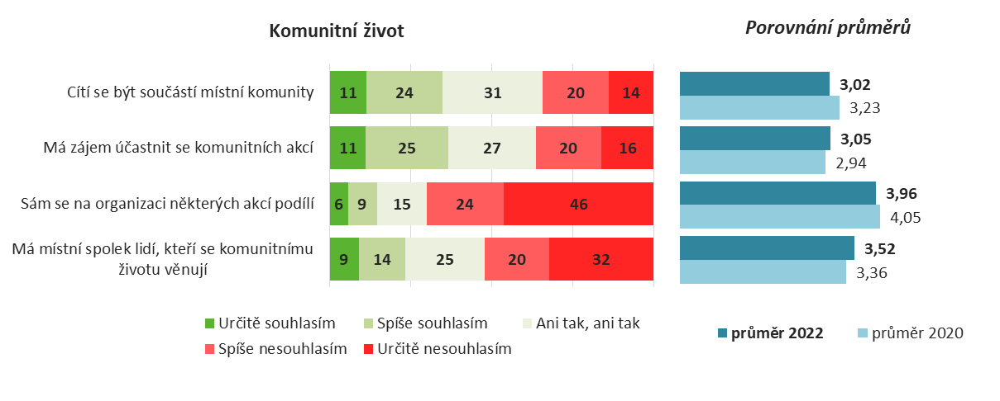 Komunitní život
Porovnání průměrů
Cítí se být součástí místní komunity
11 24 31 20 14
3,02
3,23
Má zájem účastnit se komunitních akcí
11 25 27 20 16
3,05
2,94
Sám se na organizaci některých akcí podílí
6 9 15 24 46
3,96
4,05
Má místní spolek lidí, kteří se komunitnímu
životu věnují
9 14 25 20 32
3,52
3,36
Určitě souhlasím Spíše souhlasím Ani tak, ani tak
Spíše nesouhlasím Určitě nesouhlasím
průměr 2022 průměr 2020